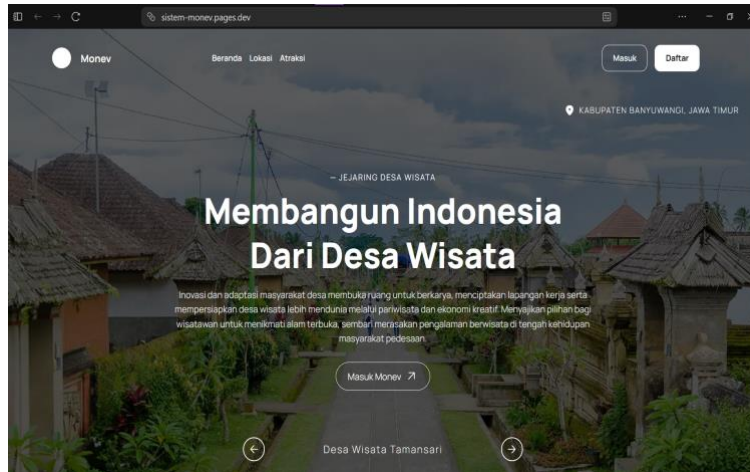 sistem-monev.pages.dev
Monev
Beranda Lokasi Atraksi
Masuk
Daftar
KABUPATEN BANYUWANGI, JAWA TIMUR
– JEJARING DESA WISATA
Membangun Indonesia
Dari Desa Wisata
Inovasi dan adaptasi masyarakat desa membuka ruang untuk berkarya, menciptakan lapangan kerja serta
mempersiapkan desa wisata lebih mendunia melalui pariwisata dan ekonomi kreatif. Menyajikan pilihan bagi
wisatawan untuk menikmati alam terbuka, sembari merasakan pengalaman berwisata di tengah kehidupan
masyarakat pedesaan.
Masuk Monev
Desa Wisata Tamansari